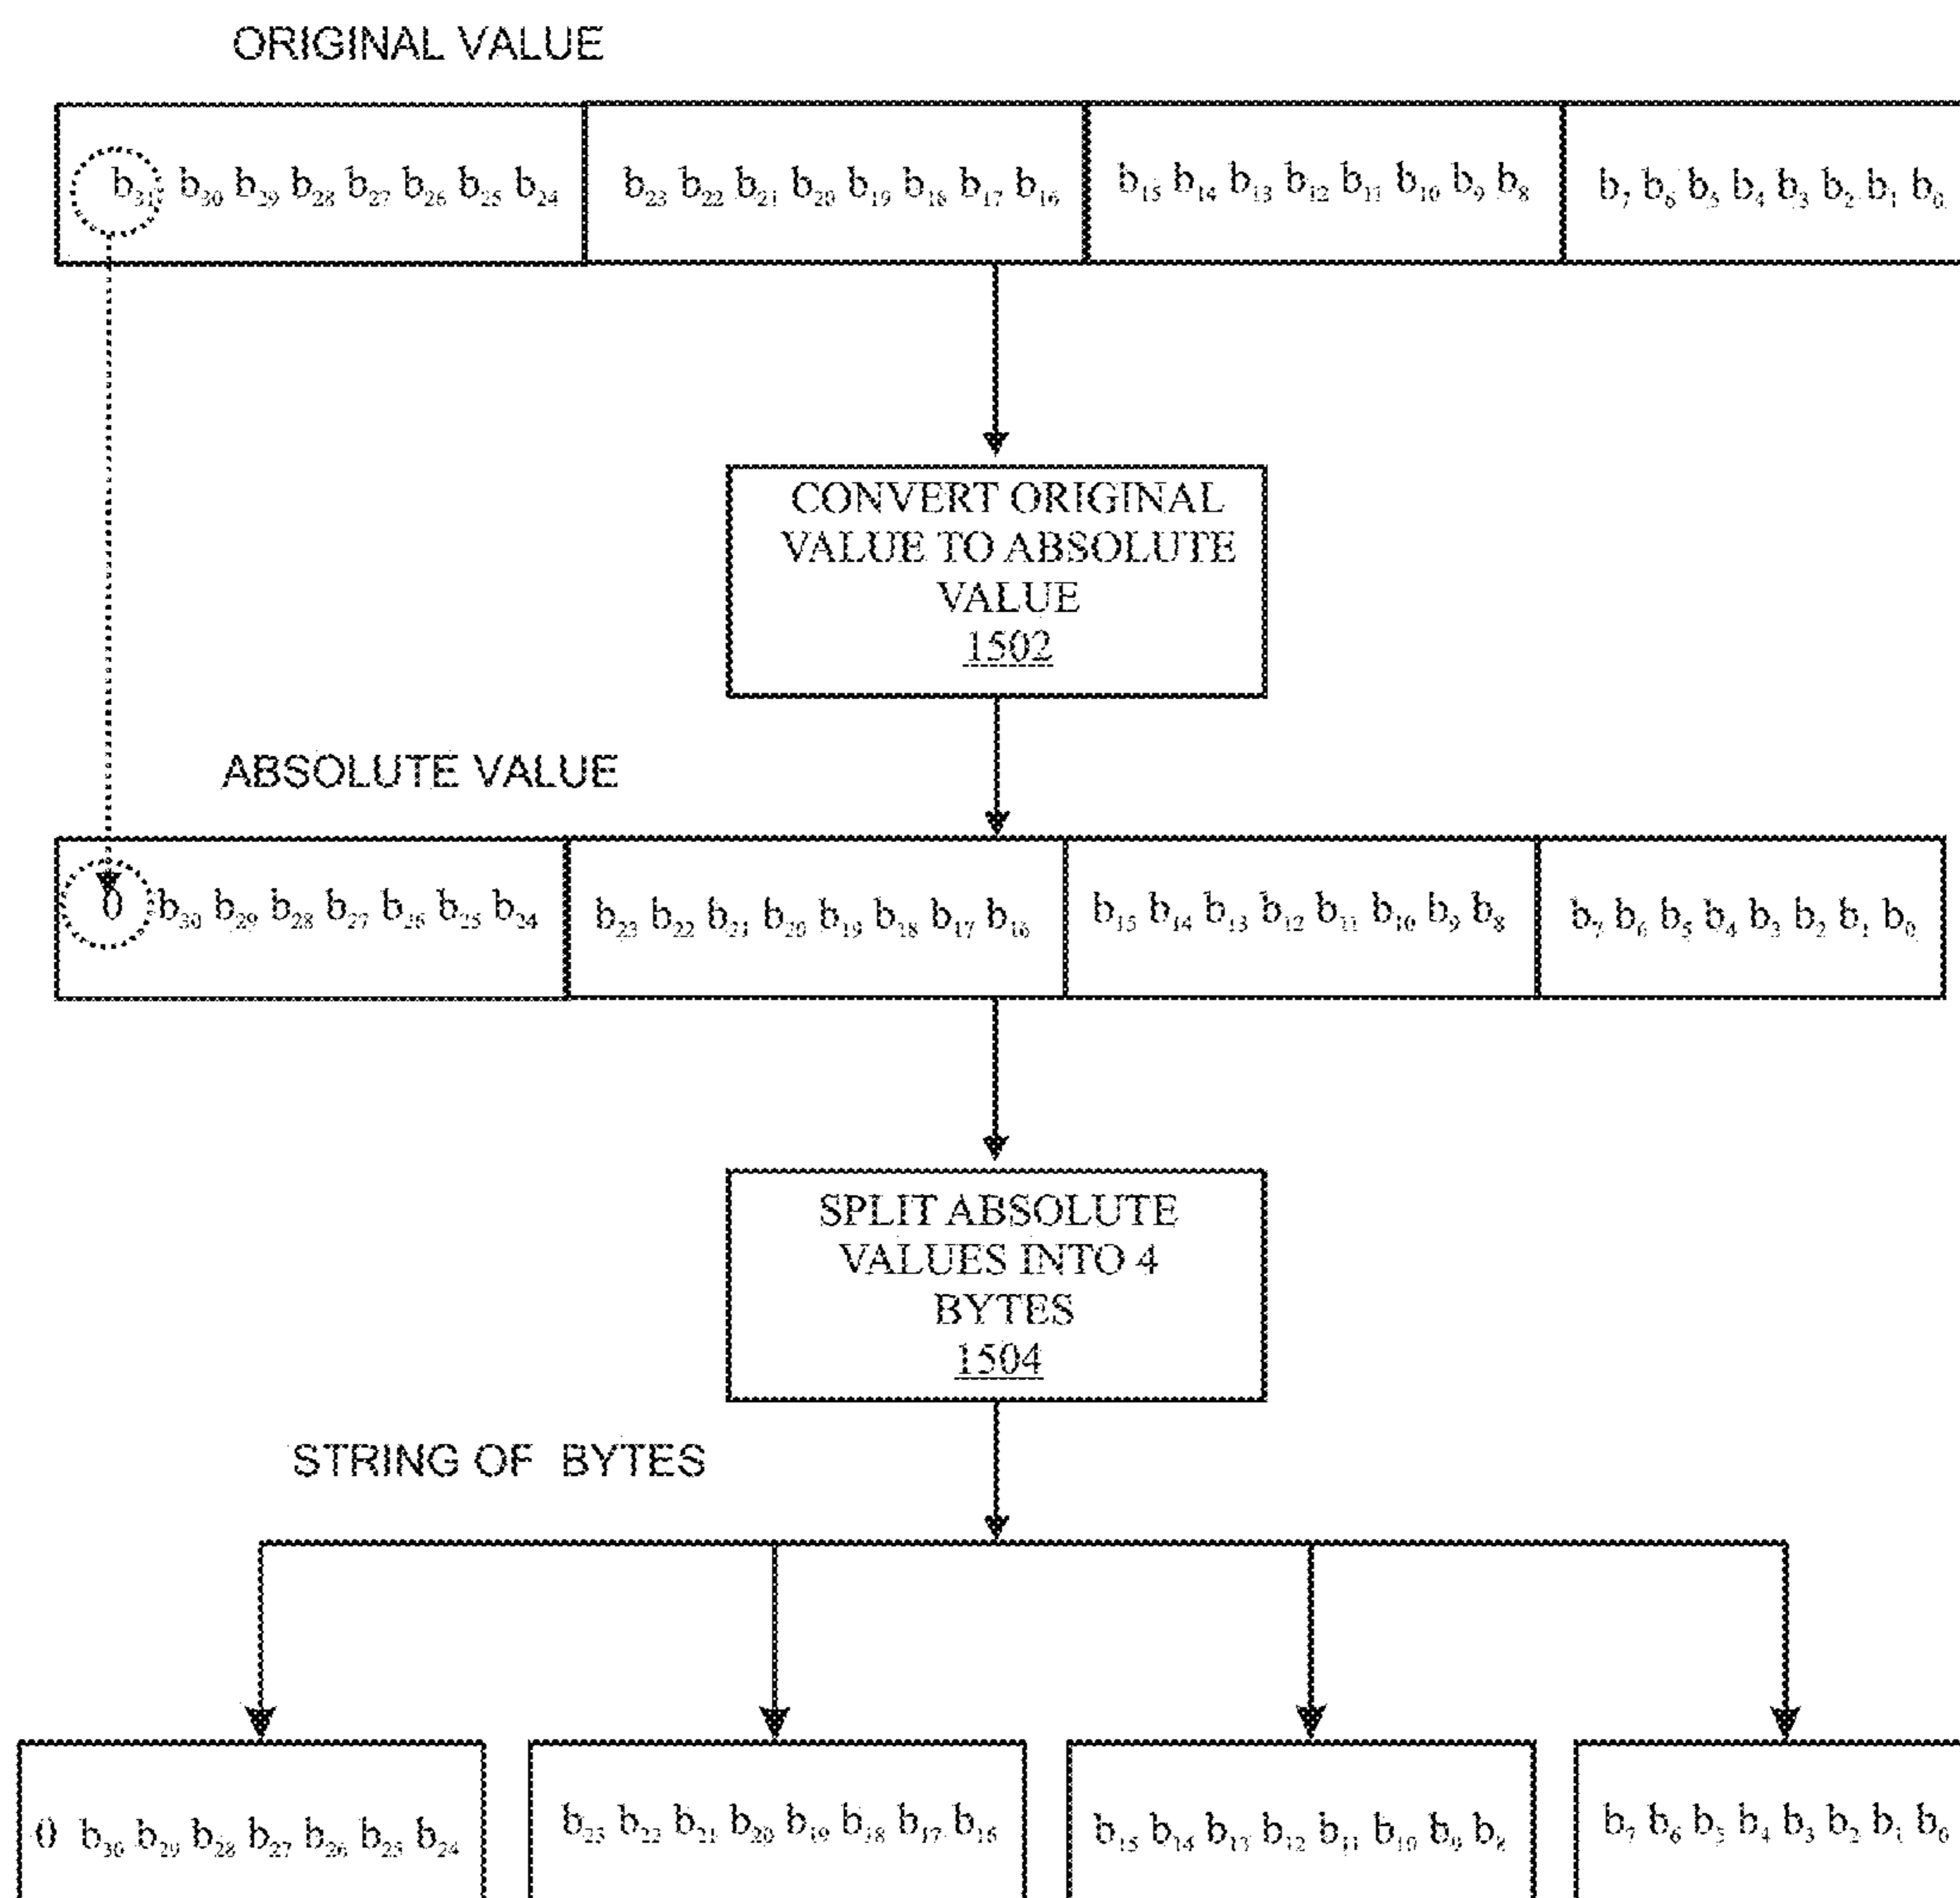 ORIGINAL VALUE
b₃₁ b₃₀ b₂₉ b₂₈ b₂₇ b₂₆ b₂₅ b₂₄ b₂₃ b₂₂ b₂₁ b₂₀ b₁₉ b₁₈ b₁₇ b₁₆ b₁₅ b₁₄ b₁₃ b₁₂ b₁₁ b₁₀ b₉ b₈ b₇ b₆ b₅ b₄ b₃ b₂ b₁ b₀
CONVERT ORIGINAL
VALUE TO ABSOLUTE
VALUE
1502
ABSOLUTE VALUE
0 b₃₀ b₂₉ b₂₈ b₂₇ b₂₆ b₂₅ b₂₄ b₂₃ b₂₂ b₂₁ b₂₀ b₁₉ b₁₈ b₁₇ b₁₆ b₁₅ b₁₄ b₁₃ b₁₂ b₁₁ b₁₀ b₉ b₈ b₇ b₆ b₅ b₄ b₃ b₂ b₁ b₀
SPLIT ABSOLUTE
VALUES INTO 4
BYTES
1504
STRING OF BYTES
0 b₃₀ b₂₉ b₂₈ b₂₇ b₂₆ b₂₅ b₂₄ b₂₃ b₂₂ b₂₁ b₂₀ b₁₉ b₁₈ b₁₇ b₁₆ b₁₅ b₁₄ b₁₃ b₁₂ b₁₁ b₁₀ b₉ b₈ b₇ b₆ b₅ b₄ b₃ b₂ b₁ b₀